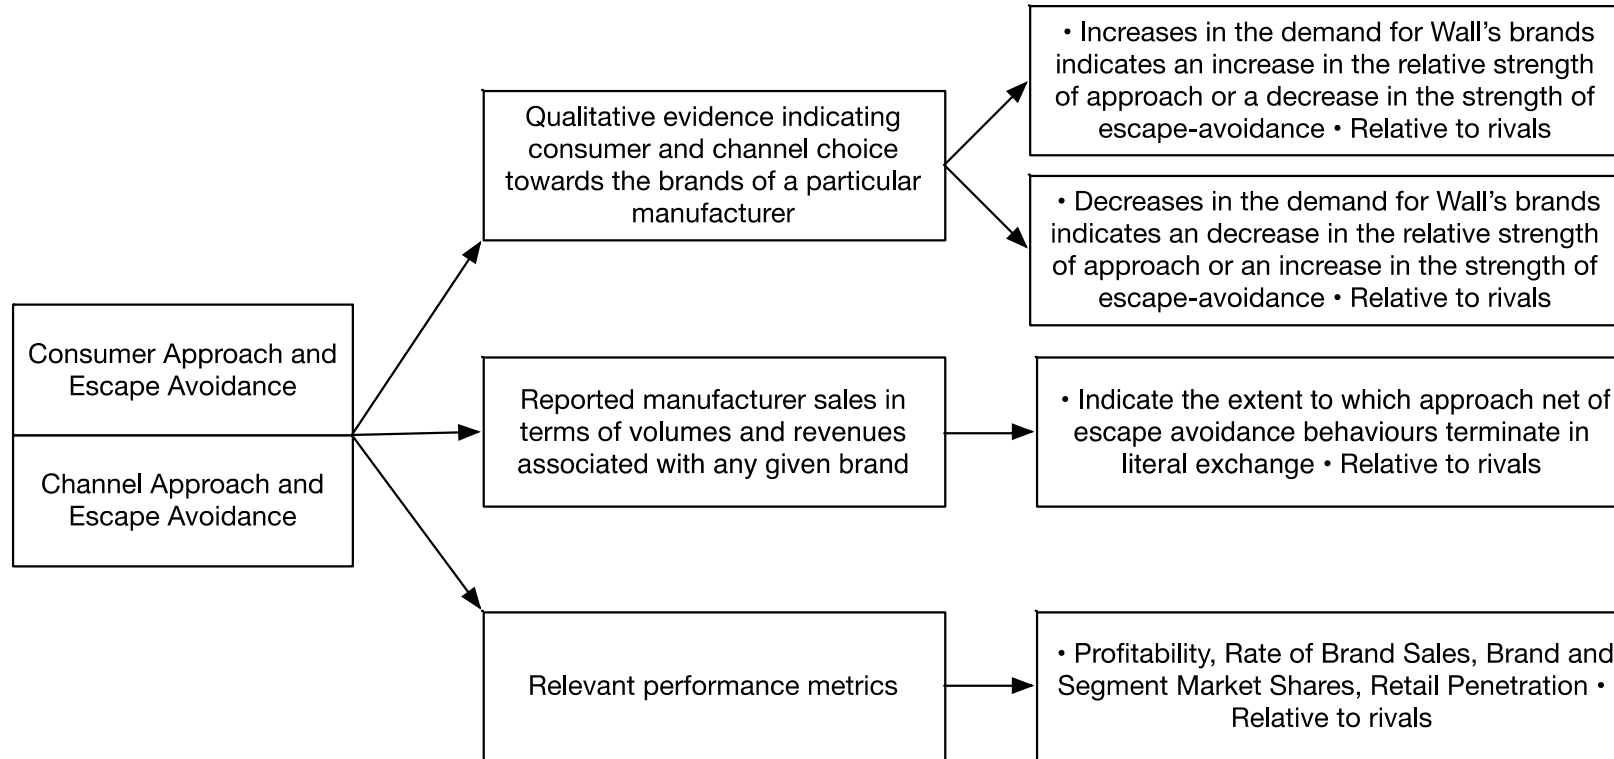 Consumer Approach and
Escape Avoidance
Channel Approach and
Escape Avoidance
Qualitative evidence indicating
consumer and channel choice
towards the brands of a particular
manufacturer
• Increases in the demand for Wall's brands
indicates an increase in the relative strength
of approach or a decrease in the strength of
escape-avoidance • Relative to rivals
• Decreases in the demand for Wall's brands
indicates an decrease in the relative strength
of approach or an increase in the strength of
escape-avoidance • Relative to rivals
Reported manufacturer sales in
terms of volumes and revenues
associated with any given brand
• Indicate the extent to which approach net of
escape avoidance behaviours terminate in
literal exchange • Relative to rivals
Relevant performance metrics
• Profitability, Rate of Brand Sales, Brand and
Segment Market Shares, Retail Penetration •
Relative to rivals